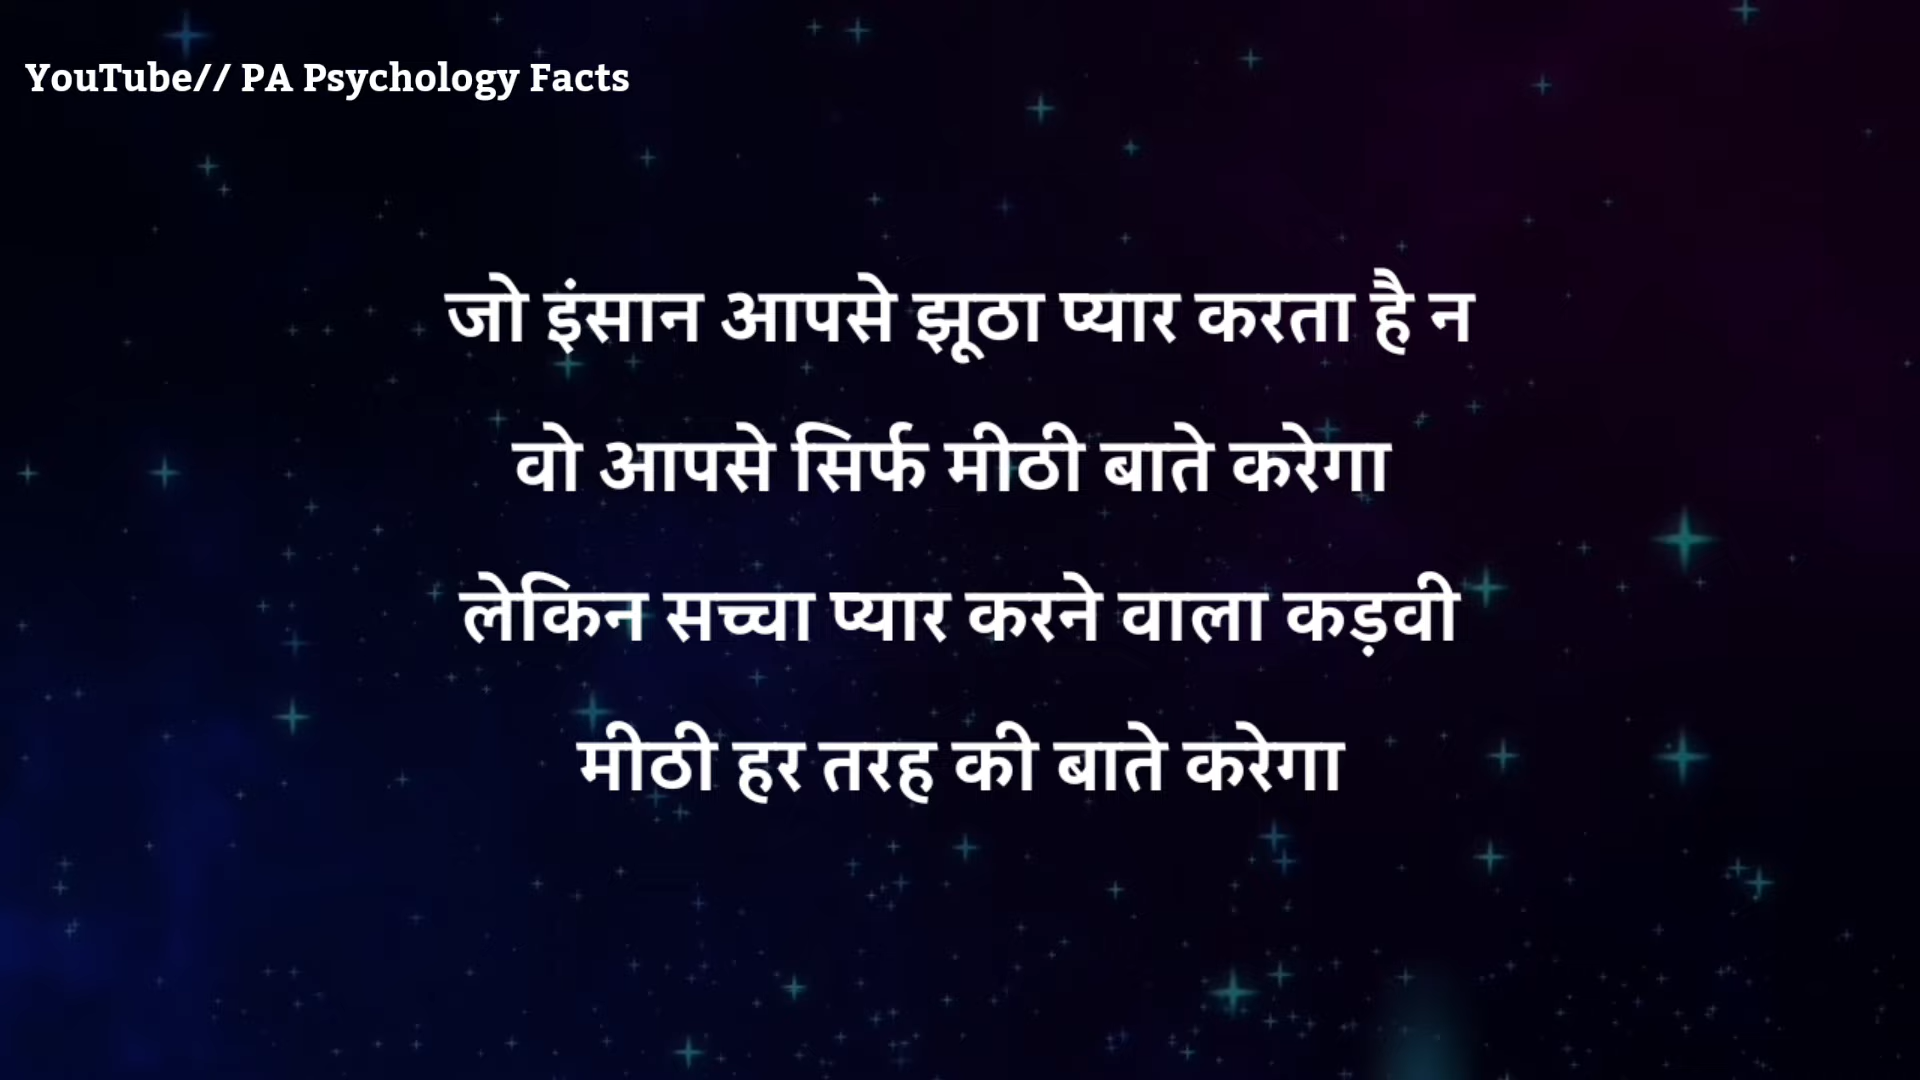 YouTube// PA Psychology Facts
जो इंसान आपसे झूठा प्यार करता है न
वो आपसे सिर्फ मीठी बाते करेगा
लेकिन सच्चा प्यार करने वाला कड़वी
मीठी हर तरह की बाते करेगा